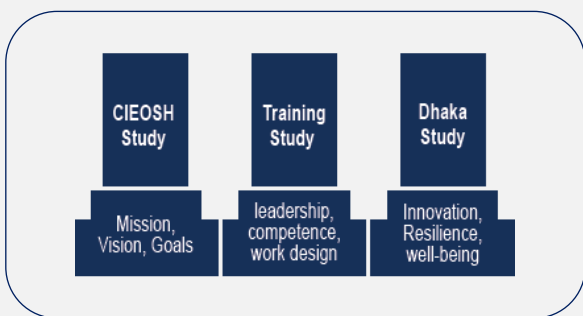 CIEOSH
Study
Mission,
Vision, Goals
Training
Study
leadership,
competence,
work design
Dhaka
Study
Innovation,
Resilience,
well-being